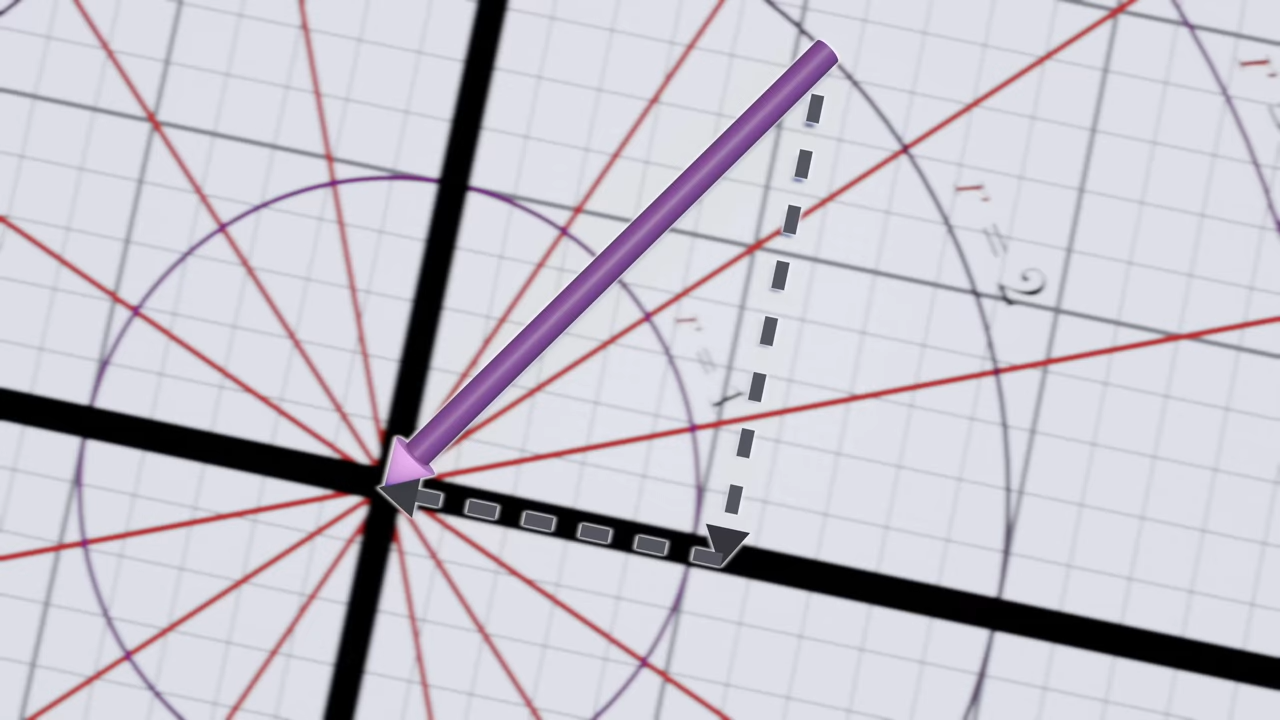 r = 1
r = 2